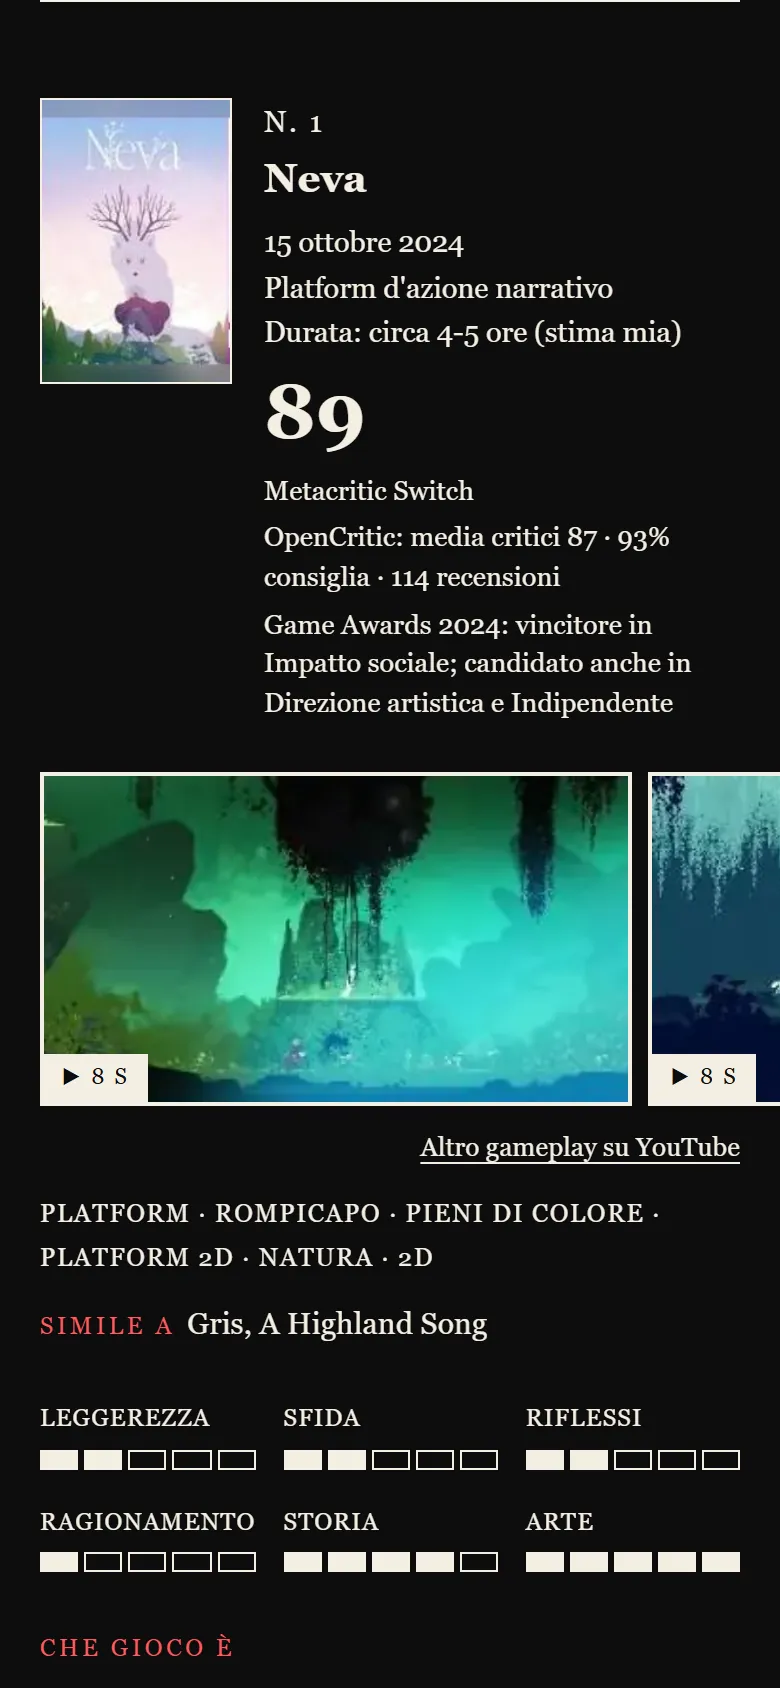 Neva
N. 1
Neva
15 ottobre 2024
Platform d'azione narrativo
Durata: circa 4-5 ore (stima mia)
89
Metacritic Switch
OpenCritic: media critici 87 · 93%
consiglia · 114 recensioni
Game Awards 2024: vincitore in
Impatto sociale; candidato anche in
Direzione artistica e Indipendente
▶ 8 S
▶ 8 S
Altro gameplay su YouTube
PLATFORM · ROMPICAPO · PIENI DI COLORE ·
PLATFORM 2D · NATURA · 2D
SIMILE A Gris, A Highland Song
LEGGEREZZA SFIDA RIFLESSI
RAGIONAMENTO STORIA ARTE
CHE GIOCO È